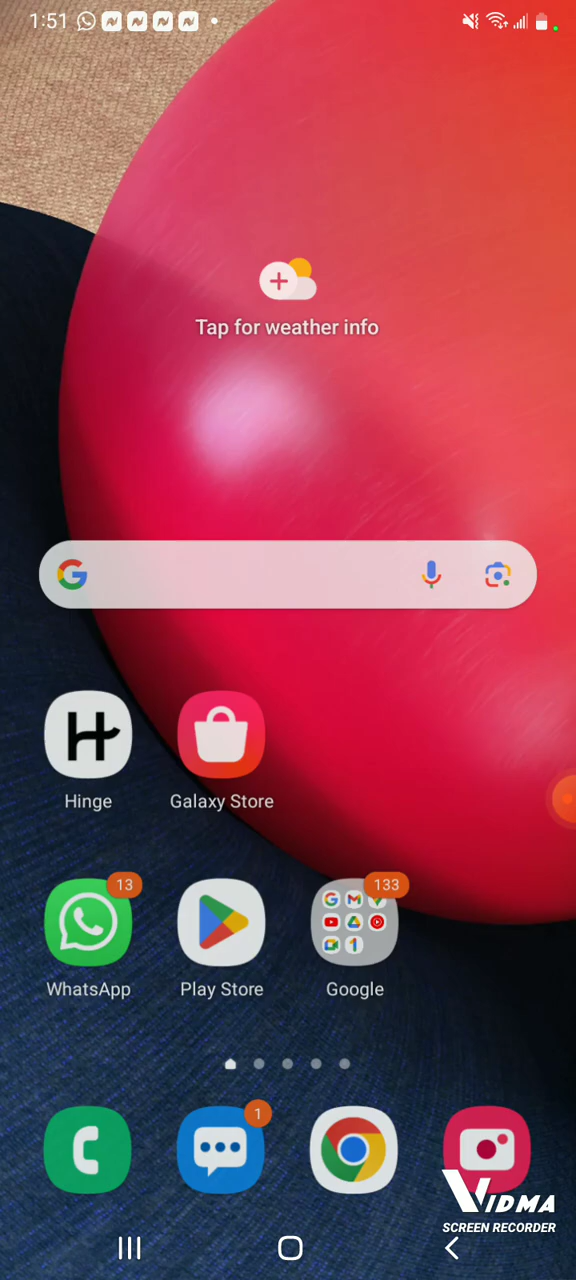 1:51
Tap for weather info
Hinge
Galaxy Store
13
133
WhatsApp
Play Store
Google
1
VIDMA
SCREEN RECORDER